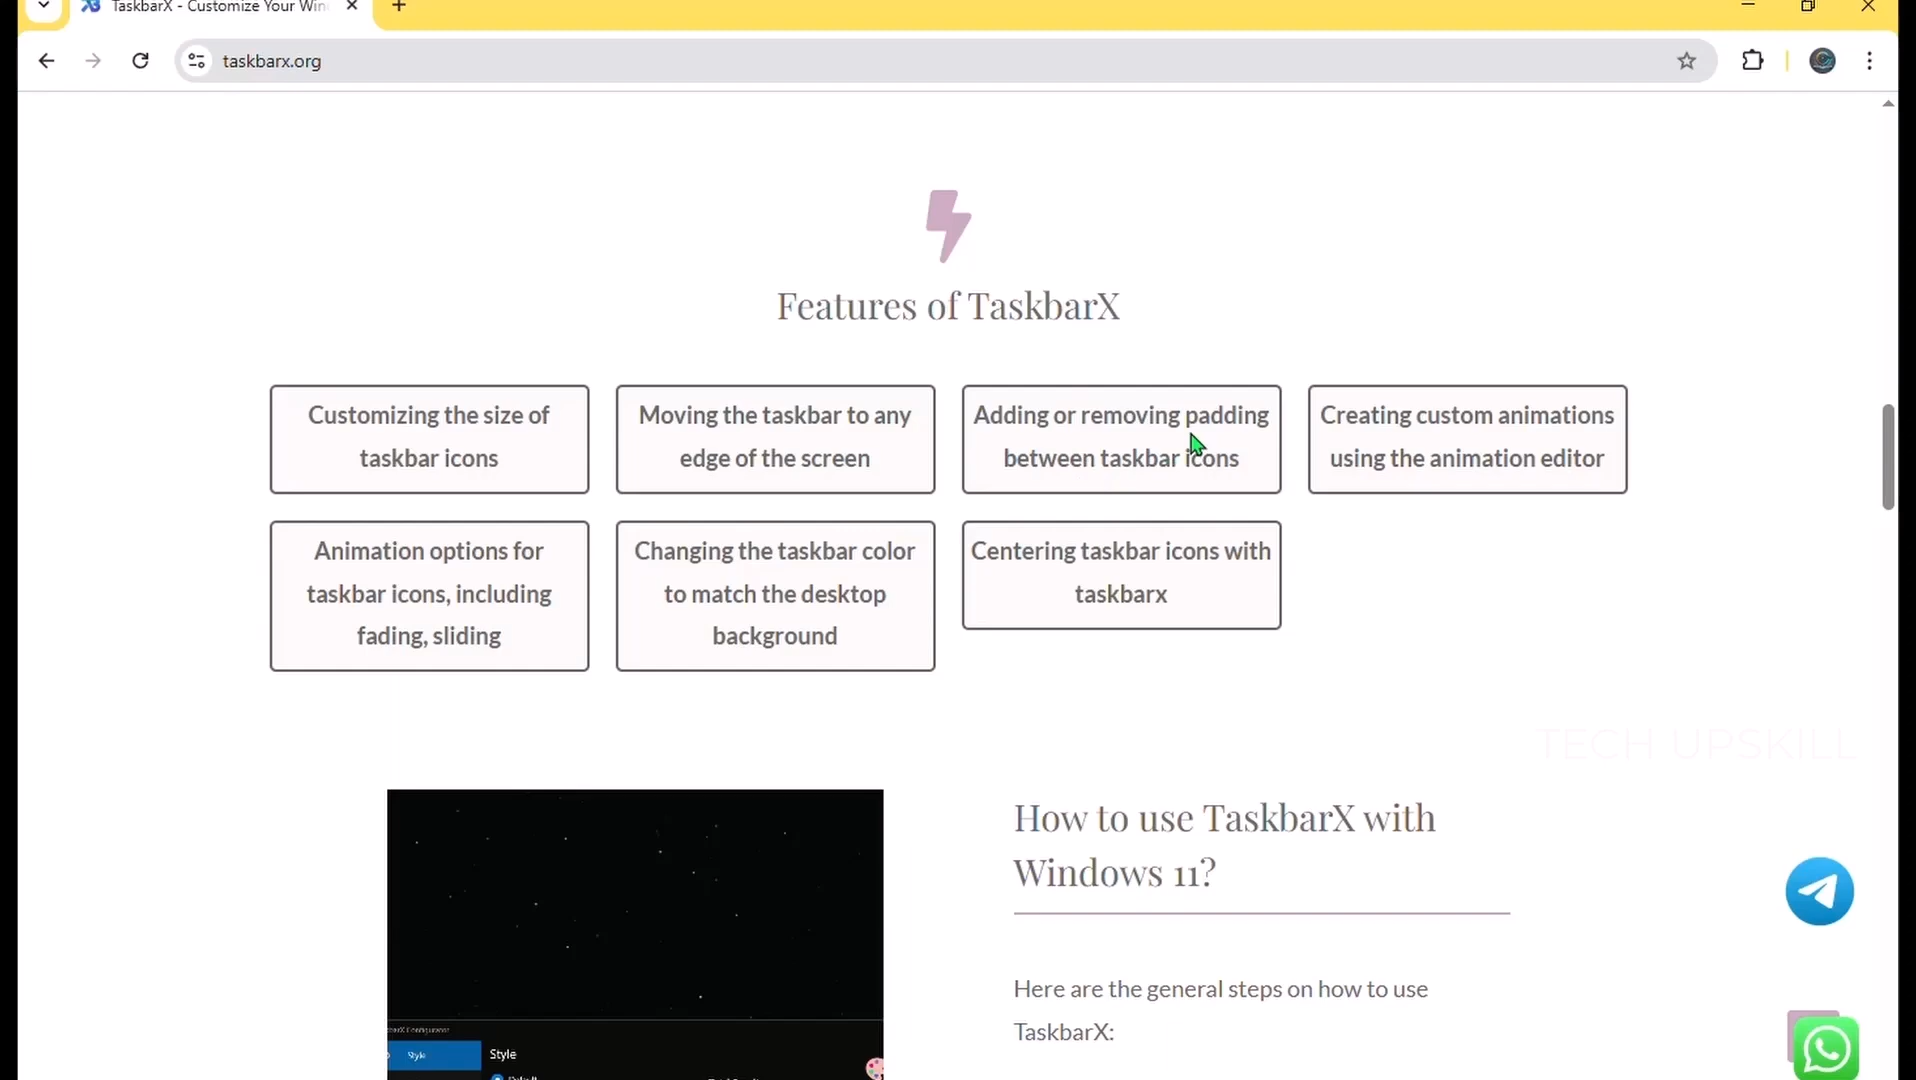 TaskbarX - Customize Your Win
taskbarx.org
Features of TaskbarX
Customizing the size of
taskbar icons
Moving the taskbar to any
edge of the screen
Adding or removing padding
between taskbar icons
Creating custom animations
using the animation editor
Animation options for
taskbar icons, including
fading, sliding
Changing the taskbar color
to match the desktop
background
Centering taskbar icons with
taskbarx
TECH UPSKILL
How to use TaskbarX with
Windows 11?
Here are the general steps on how to use
TaskbarX:
Style
Style